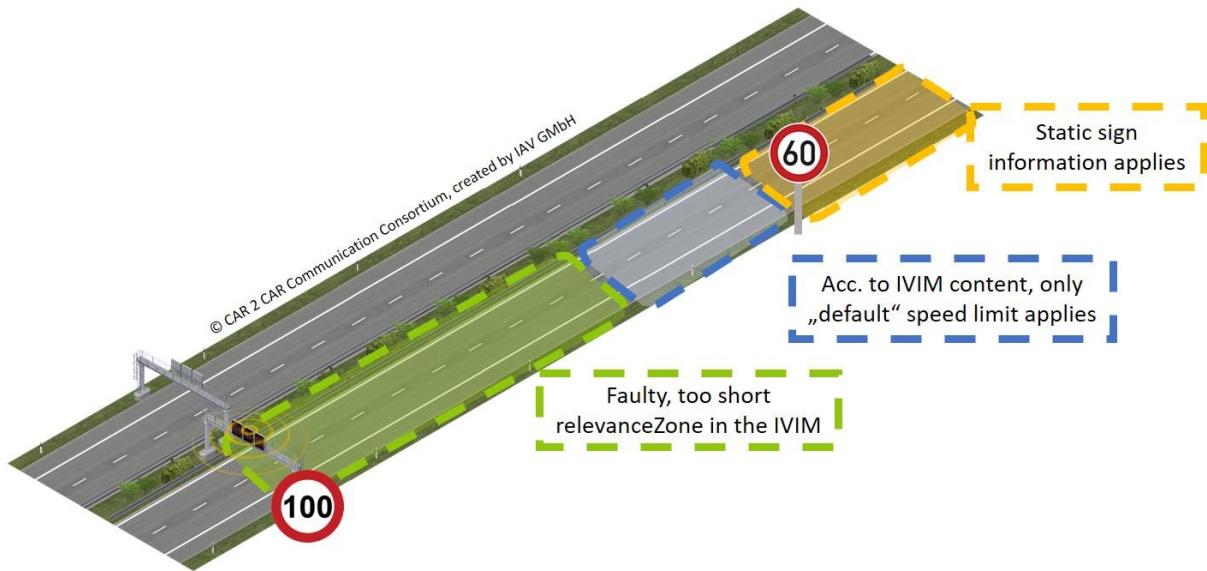 © CAR 2 CAR Communication Consortium, created by IAV GMbH
60
Static sign
information applies
Acc. to IVIM content, only
„default“ speed limit applies
Faulty, too short
relevanceZone in the IVIM
100